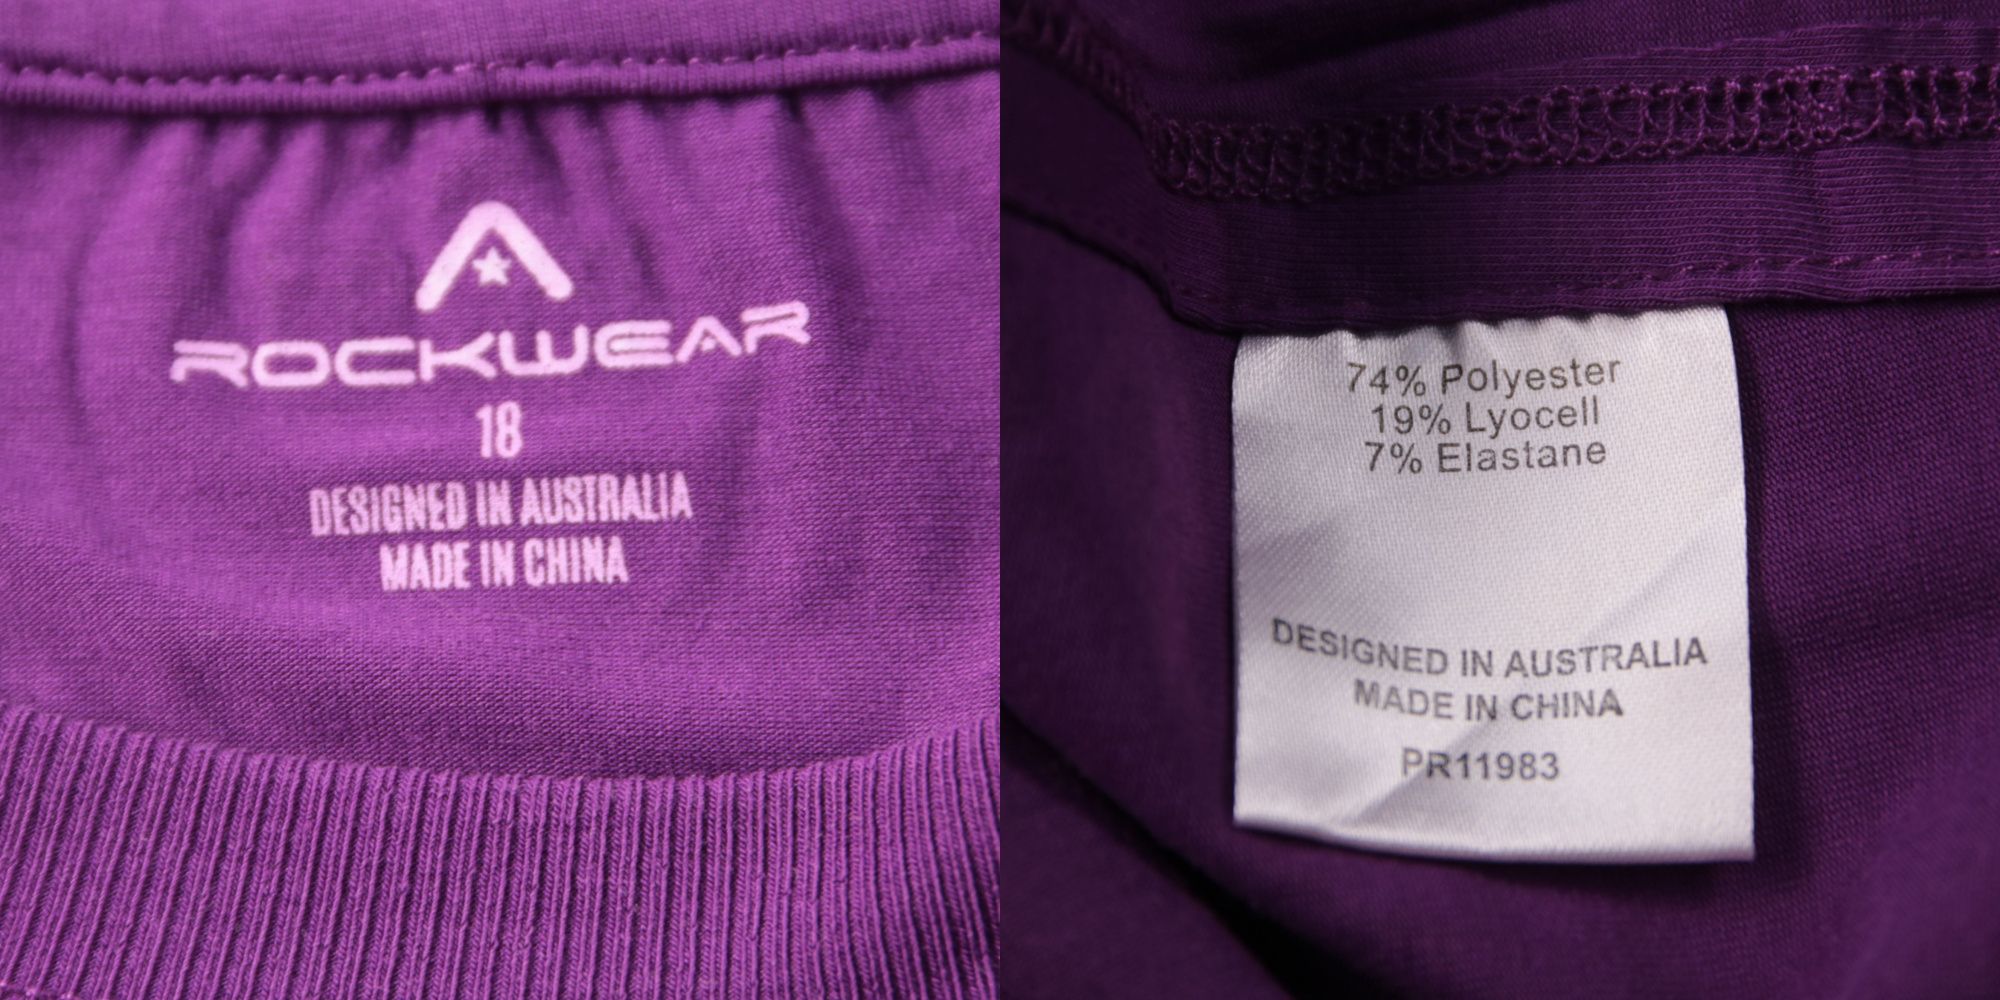 ROCKWEAR
18
DESIGNED IN AUSTRALIA
MADE IN CHINA
74% Polyester
19% Lyocell
7% Elastane
DESIGNED IN AUSTRALIA
MADE IN CHINA
PR11983